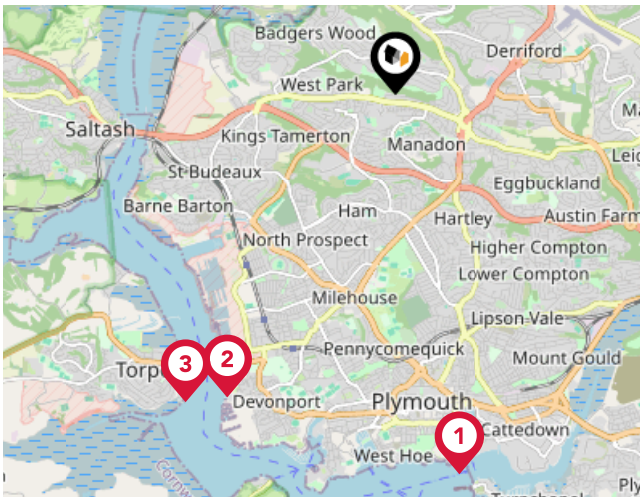 Badgers Wood
Derriford
West Park
Saltash
Kings Tamerton
Manadon
St Budeaux
Eggbuckland
Barne Barton
Ham
Hartley
Austin Farm
North Prospect
Higher Compton
Lower Compton
Milehouse
Lipson Vale
Pennycomequick
Mount Gould
3
2
Torp
Devonport
Plymouth
1
Cattedown
West Hoe